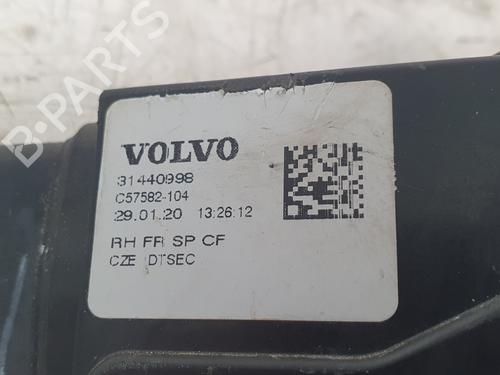 B-PARTS
VOLVO
31440998
C57582-104
29.01.20 13:26:12
RH FR SP CF
CZE DTSEC